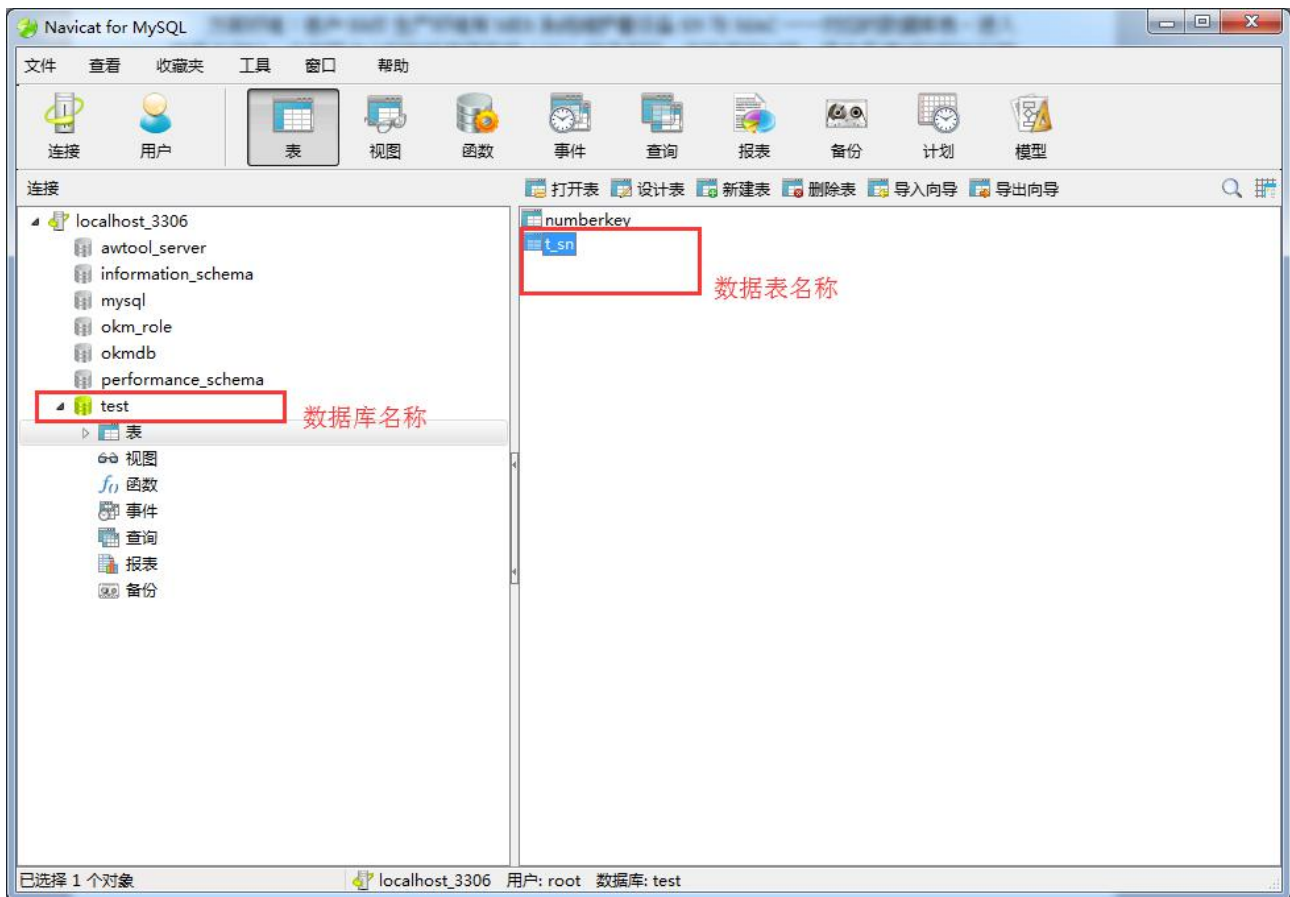 Navicat for MySQL
文件 查看 收藏夹 工具 窗口 帮助
连接 用户 表 视图 函数 事件 查询 报表 备份 计划 模型
连接 打开表 设计表 新建表 删除表 导入向导 导出向导
localhost_3306
awtool_server
information_schema
mysql
okm_role
okmdb
performance_schema
test
数据库名称
表
视图
函数
事件
查询
报表
备份
numberkey
t_sn
数据表名称
已选择 1 个对象 localhost_3306 用户: root 数据库: test